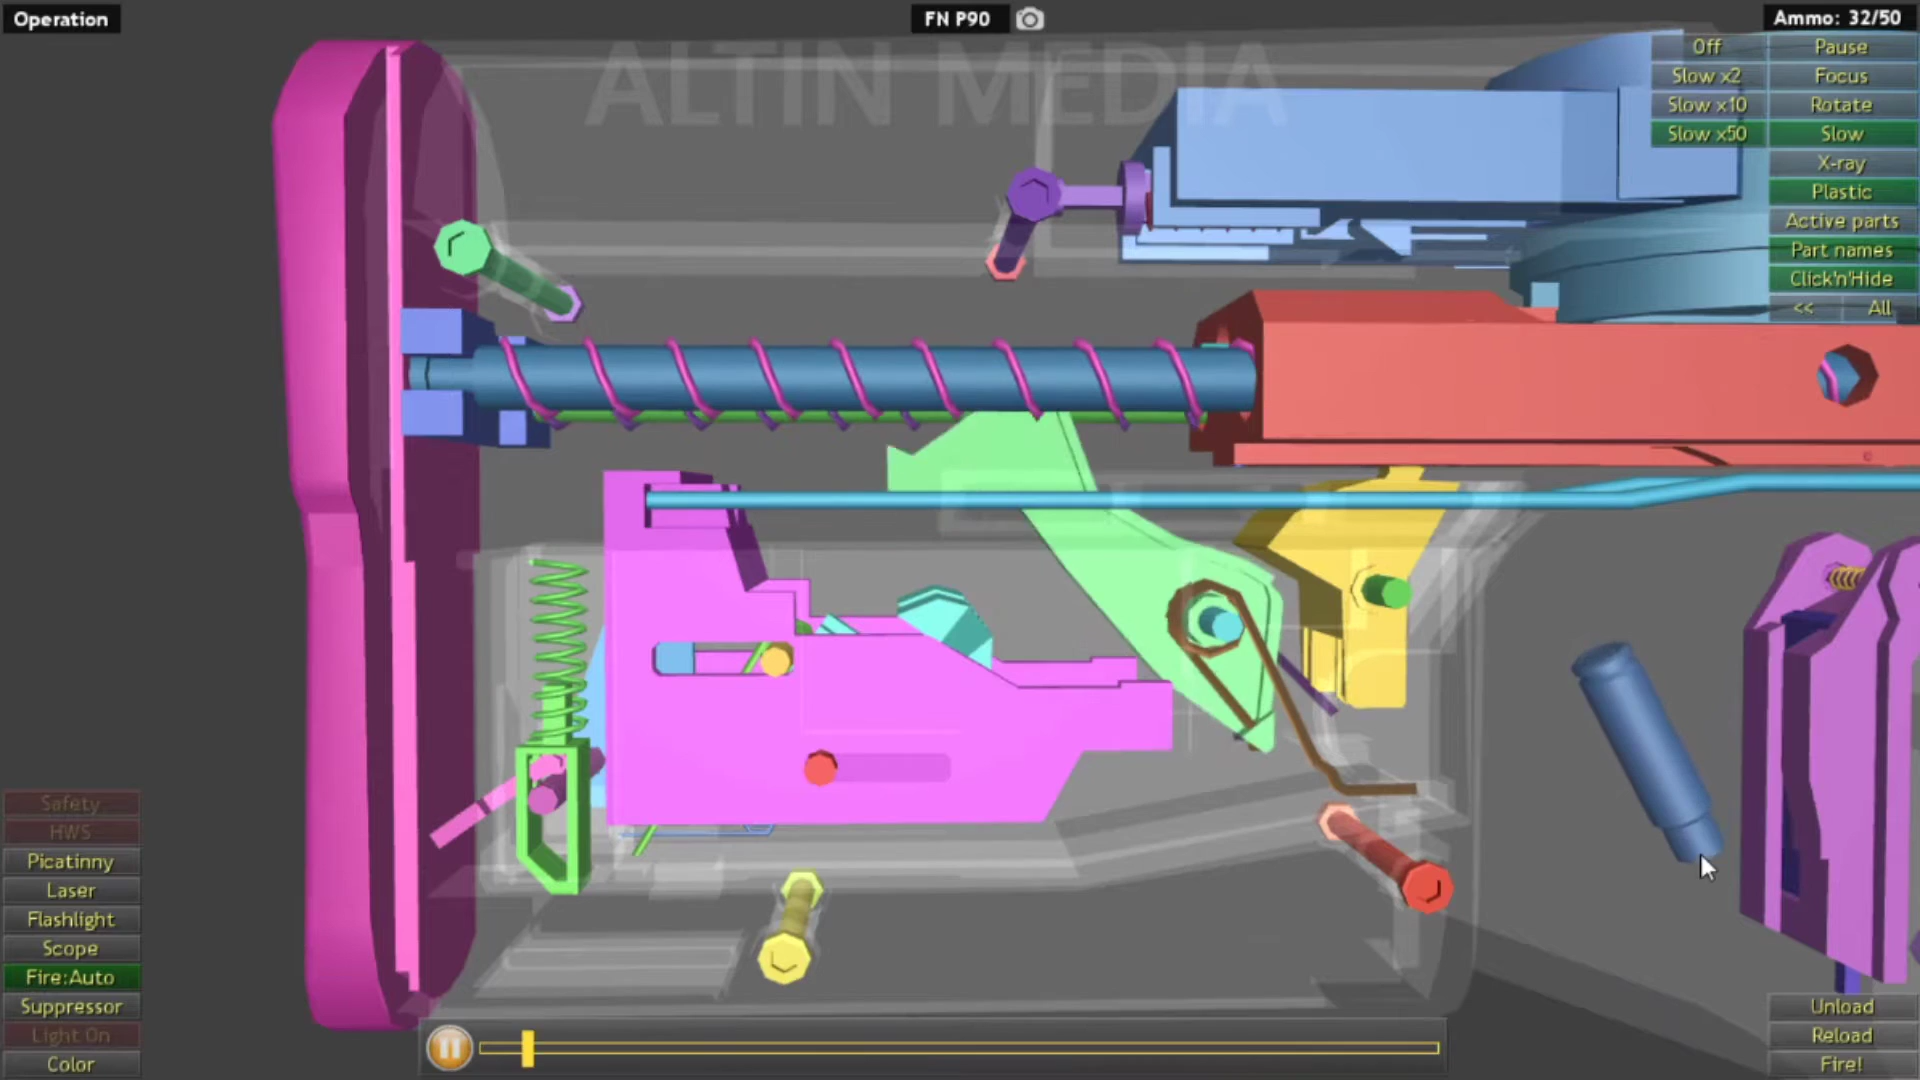 Operation
FN P90
Ammo: 32/50
ALTIN MEDIA
Off
Pause
Slow x2
Focus
Slow x10
Rotate
Slow x50
Slow
X-ray
Plastic
Active parts
Part names
Click'n'Hide
<<
All
Safety
HWS
Picatinny
Laser
Flashlight
Scope
Fire:Auto
Suppressor
Light On
Color
Unload
Reload
Fire!